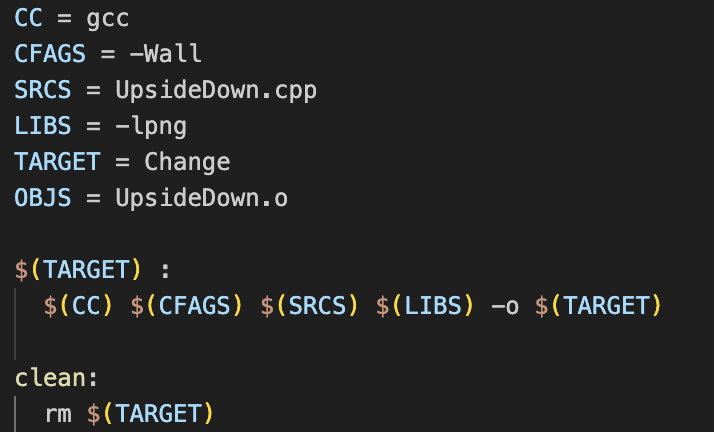 CC = gcc
CFAGS = -Wall
SRCS = UpsideDown.cpp
LIBS = -lpng
TARGET = Change
OBJS = UpsideDown.o
$(TARGET) :
$(CC) $(CFAGS) $(SRCS) $(LIBS) -o $(TARGET)
clean:
rm $(TARGET)